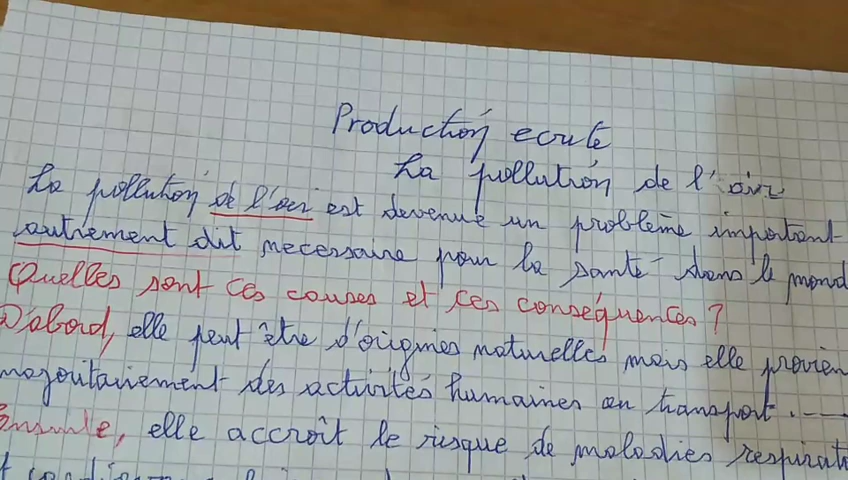 Production ecrite
La pollution de l'air
La pollution de l'air est devenue un problème important
autrement dit necessaire pour la santé dans le mond
Quelles sont ces causes et ces conséquences ?
D'abord, elle peut être d'origines naturelles mais elle provien
majoritairement des activités humaines en transport .---
Ensuite, elle accroît le risque de maladies respirat